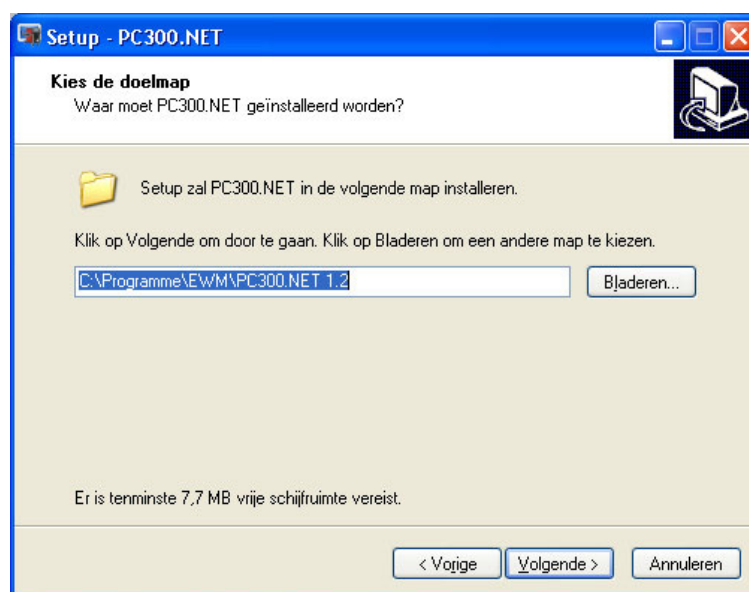 Setup - PC300.NET
Kies de doelmap
Waar moet PC300.NET geïnstalleerd worden?
Setup zal PC300.NET in de volgende map installeren.
Klik op Volgende om door te gaan. Klik op Bladeren om een andere map te kiezen.
C:\Programme\EWM\PC300.NET 1.2
Bladeren...
Er is tenminste 7,7 MB vrije schijfruimte vereist.
< Vorige
Volgende >
Annuleren